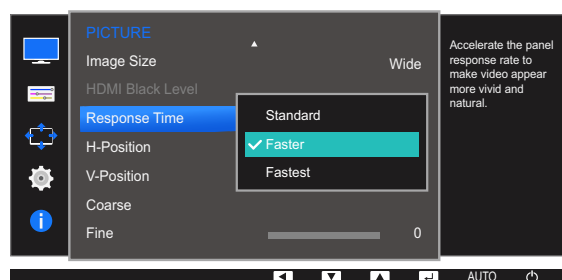 PICTURE
Image Size Wide
HDMI Black Level
Response Time
Standard
Faster
Fastest
H-Position
V-Position
Coarse
Fine 0
Accelerate the panel
response rate to
make video appear
more vivid and
natural.
AUTO